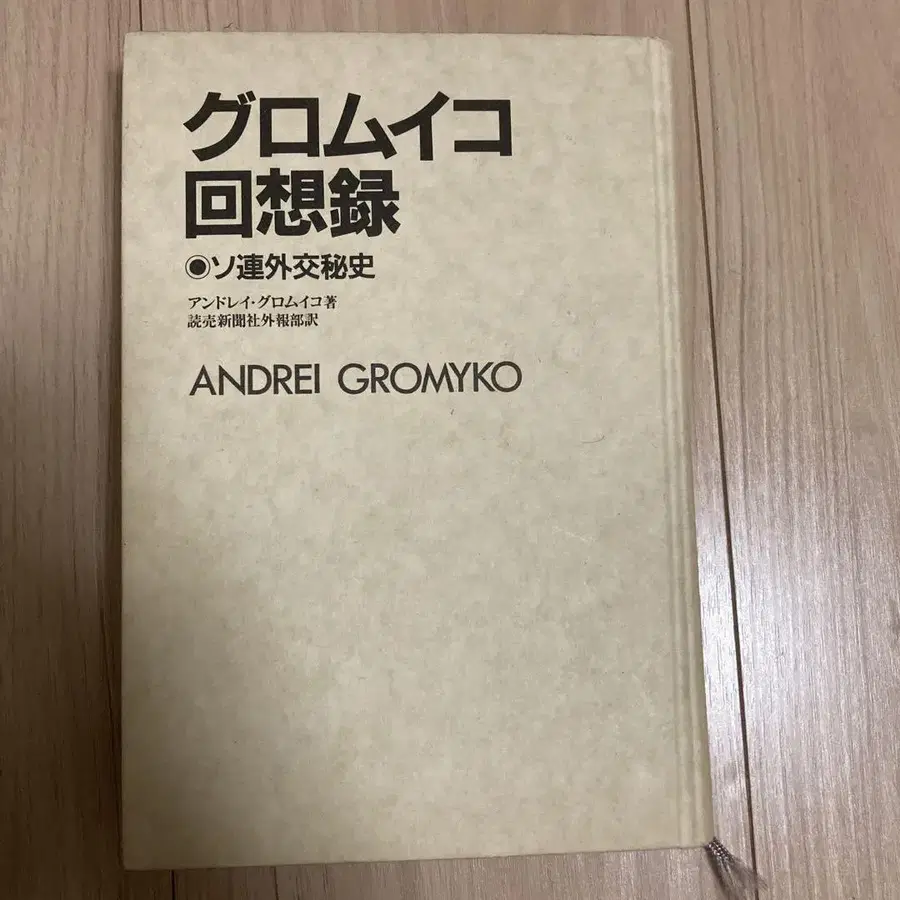 グロムイコ
回想録
◉ソ連外交秘史
アンドレイ・グロムイコ著
読売新聞社外報部訳
ANDREI GROMYKO